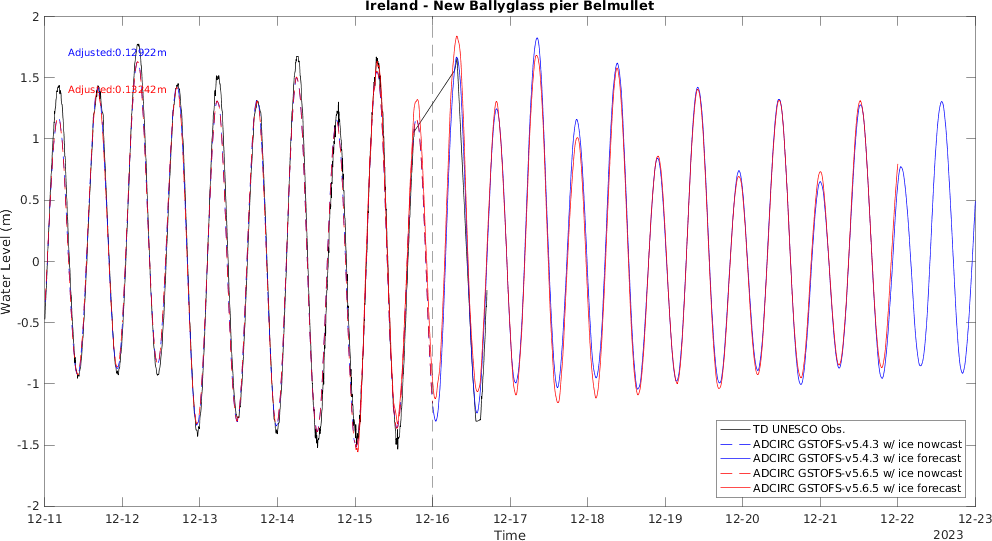 Ireland - New Ballyglass pier Belmullet
Adjusted:0.12922m
Adjusted:0.13242m
Water Level (m)
2
1.5
1
0.5
0
-0.5
-1
-1.5
-2
TD UNESCO Obs.
ADCIRC GSTOFS-v5.4.3 w/ ice nowcast
ADCIRC GSTOFS-v5.4.3 w/ ice forecast
ADCIRC GSTOFS-v5.6.5 w/ ice nowcast
ADCIRC GSTOFS-v5.6.5 w/ ice forecast
12-11 12-12 12-13 12-14 12-15 12-16 12-17 12-18 12-19 12-20 12-21 12-22 12-23
Time
2023